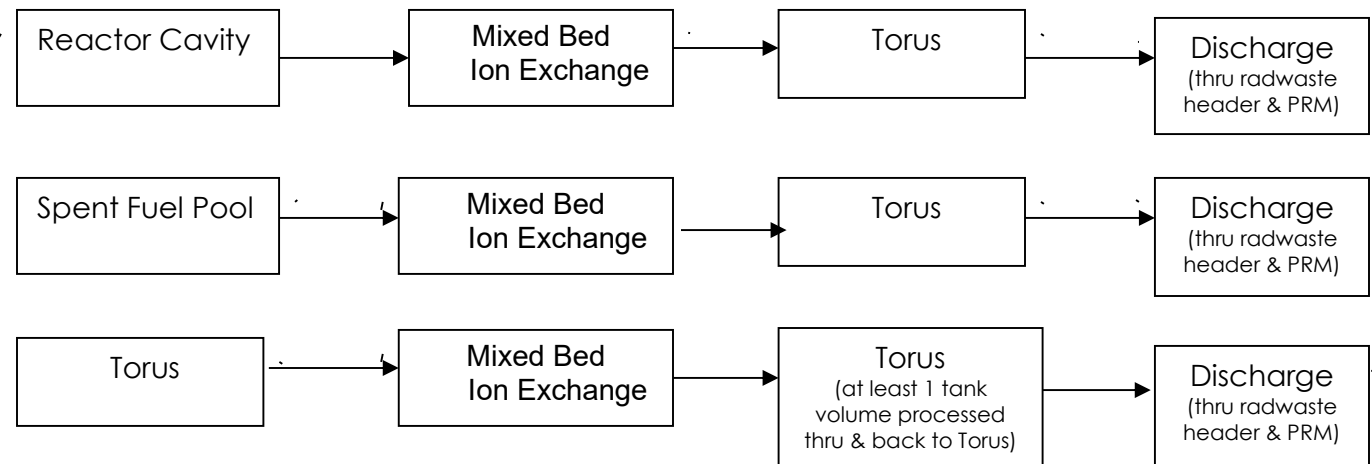 Reactor Cavity
Mixed Bed
Ion Exchange
Torus
Discharge
(thru radwaste
header & PRM)
Spent Fuel Pool
Mixed Bed
Ion Exchange
Torus
Discharge
(thru radwaste
header & PRM)
Torus
Mixed Bed
Ion Exchange
Torus
(at least 1 tank
volume processed
thru & back to Torus)
Discharge
(thru radwaste
header & PRM)